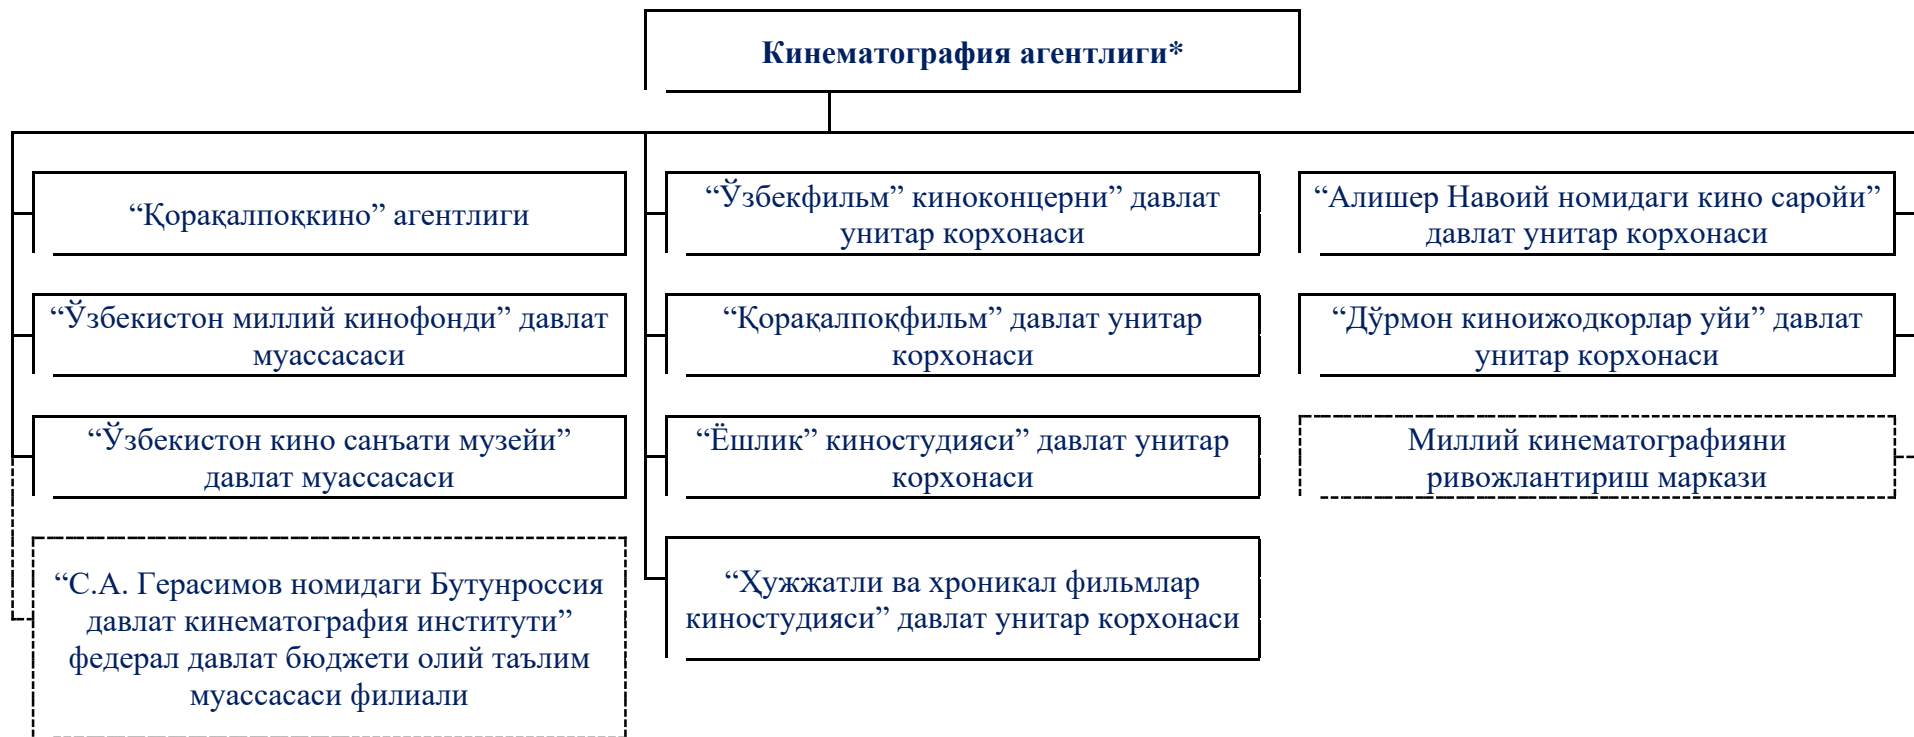 Кинематография агентлиги*
“Қорақалпоқкино” агентлиги
“Ўзбекистон миллий кинофонди” давлат
муассасаси
“Ўзбекистон кино санъати музейи”
давлат муассасаси
“С.А. Герасимов номидаги Бутунроссия
давлат кинематография институти”
федерал давлат бюджети олий таълим
муассасаси филиали
“Ўзбекфильм” киноконцерни” давлат
унитар корхонаси
“Қорақалпоқфильм” давлат унитар
корхонаси
“Ёшлик” киностудияси” давлат унитар
корхонаси
“Ҳужжатли ва хроникал фильмлар
киностудияси” давлат унитар корхонаси
“Алишер Навоий номидаги кино саройи”
давлат унитар корхонаси
“Дўрмон киноижодкорлар уйи” давлат
унитар корхонаси
Миллий кинематографияни
ривожлантириш маркази